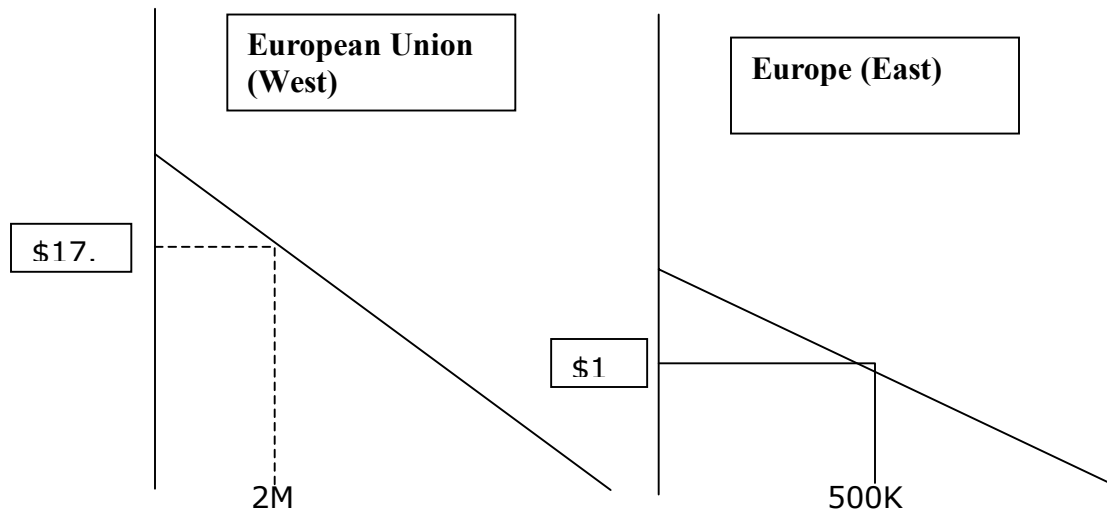 European Union
(West)
Europe (East)
$17.
$1
2M
500K